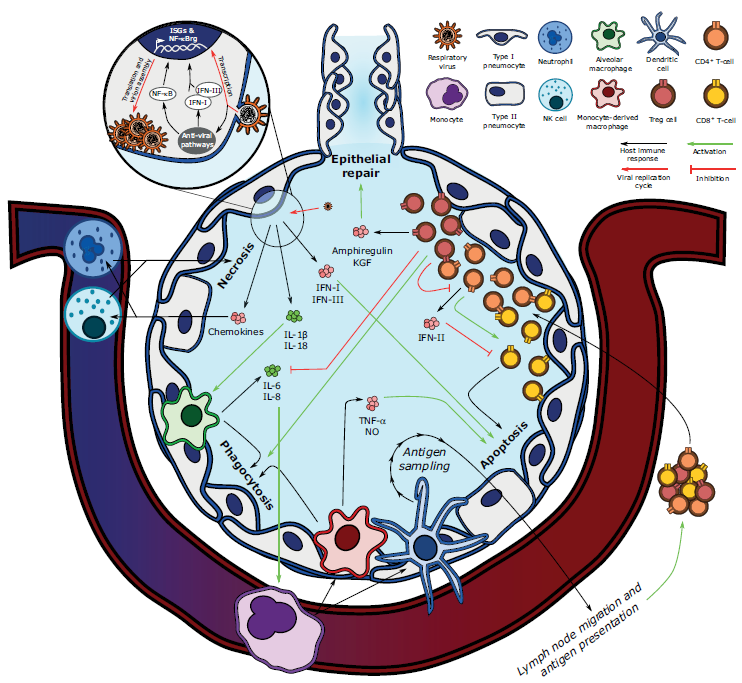 ISGs &
NF-κBrg
Translation and
virion assembly
Transcription
NF-κB
IFN-III
IFN-I
Anti-viral
pathways
Respiratory
virus
Type I
pneumocyte
Neutrophil
Alveolar
macrophage
Dendritic
cell
CD4⁺ T-cell
Monocyte
Type II
pneumocyte
NK cell
Monocyte-derived
macrophage
Treg cell
CD8⁺ T-cell
Host immune
response
Activation
Viral replication
cycle
Inhibition
Epithelial
repair
Amphiregulin
KGF
Necrosis
IFN-I
IFN-III
Chemokines
IL-1β
IL-18
IFN-II
IL-6
IL-8
TNF-α
NO
Antigen
sampling
Apoptosis
Phagocytosis
Lymph node migration and
antigen presentation